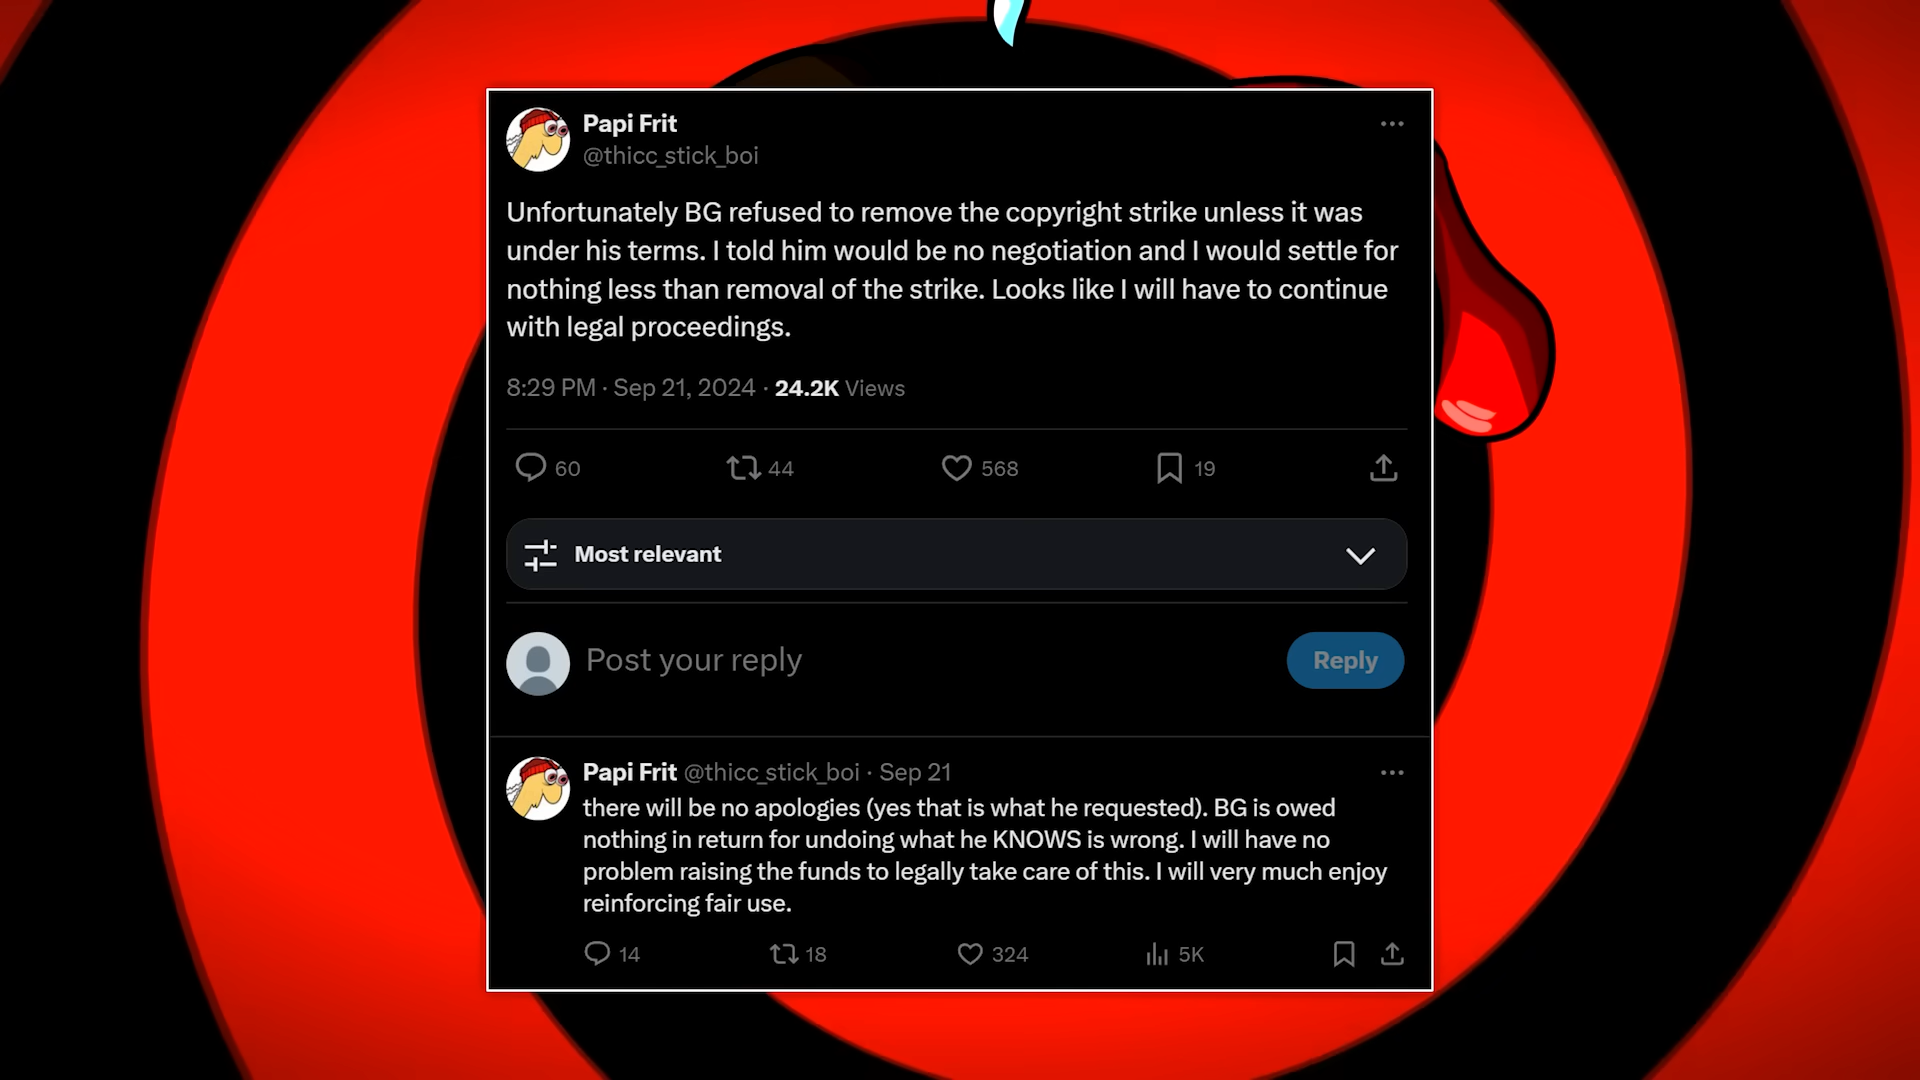 Papi Frit
@thicc_stick_boi
Unfortunately BG refused to remove the copyright strike unless it was
under his terms. I told him would be no negotiation and I would settle for
nothing less than removal of the strike. Looks like I will have to continue
with legal proceedings.
8:29 PM · Sep 21, 2024 · 24.2K Views
60 44 568 19
Most relevant
Post your reply
Reply
Papi Frit @thicc_stick_boi · Sep 21
there will be no apologies (yes that is what he requested). BG is owed
nothing in return for undoing what he KNOWS is wrong. I will have no
problem raising the funds to legally take care of this. I will very much enjoy
reinforcing fair use.
14 18 324 5K